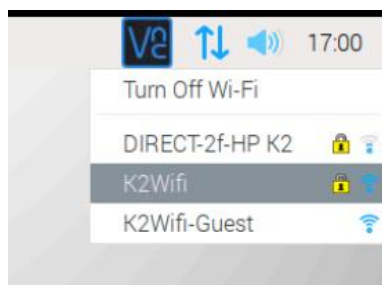 V2 17:00
Turn Off Wi-Fi
DIRECT-2f-HP K2
K2Wifi
K2Wifi-Guest